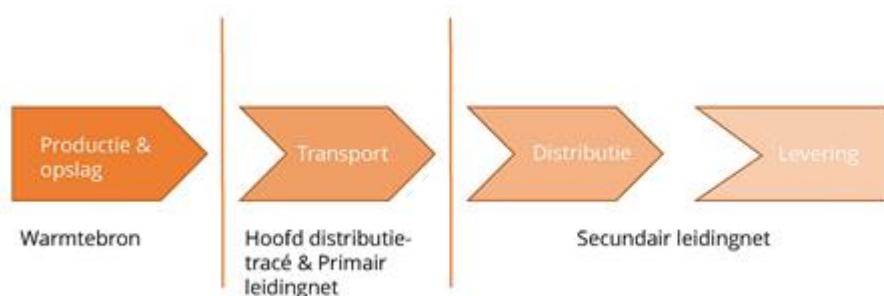 Productie &
opslag
Transport
Distributie
Levering
Warmtebron
Hoofd distributie-
tracé & Primair
leidingnet
Secundair leidingnet